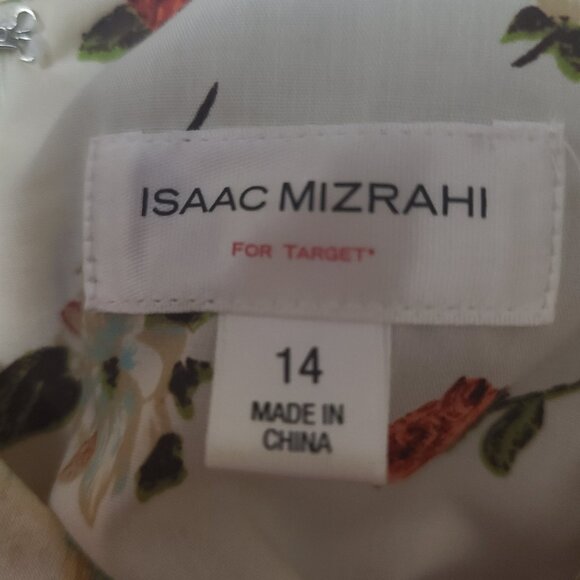 ISAAC MIZRAHI
FOR TARGET*
14
MADE IN
CHINA